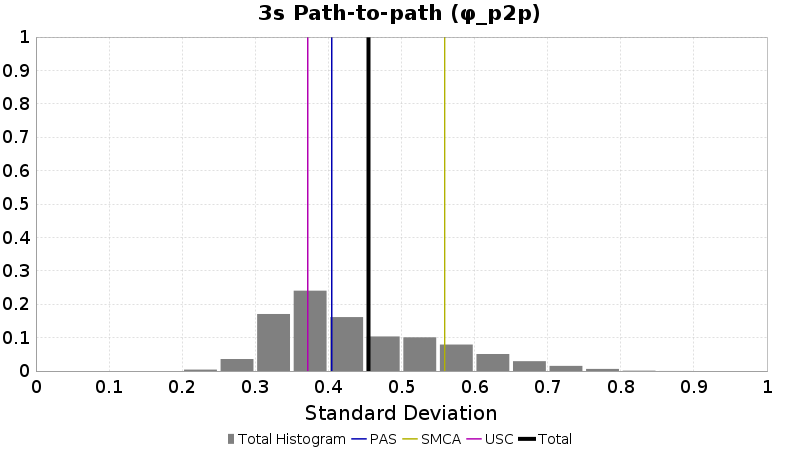 3s Path-to-path (φ_p2p)
1
0.9
0.8
0.7
0.6
0.5
0.4
0.3
0.2
0.1
0
0 0.1 0.2 0.3 0.4 0.5 0.6 0.7 0.8 0.9 1
Standard Deviation
Total Histogram PAS SMCA USC Total